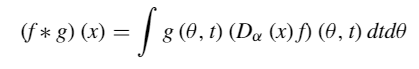 (f * g) (x) = ∫ g (θ, t) (D_α (x) f) (θ, t) dtdθ